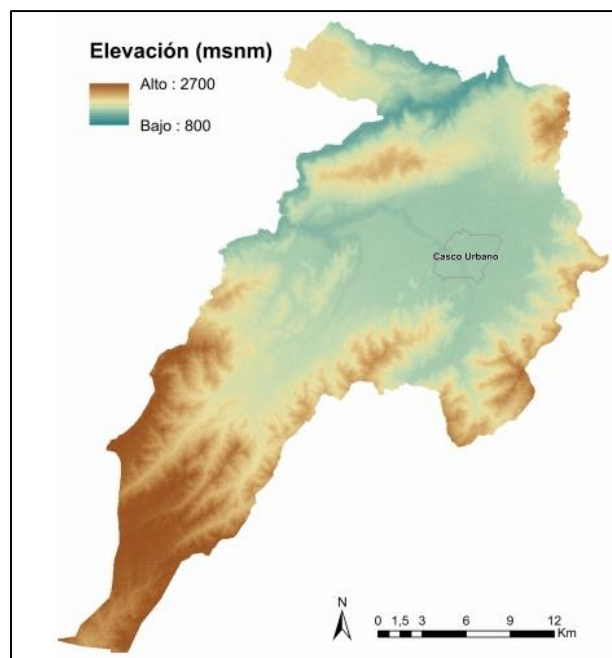 Elevación (msnm)
Alto : 2700
Bajo : 800
Casco Urbano
N
0 1,5 3 6 9 12
Km